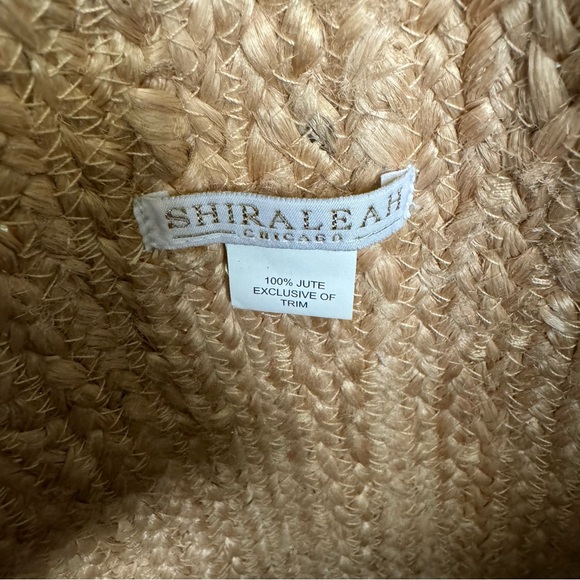 SHIRALEAH
CHICAGO
100% JUTE
EXCLUSIVE OF
TRIM